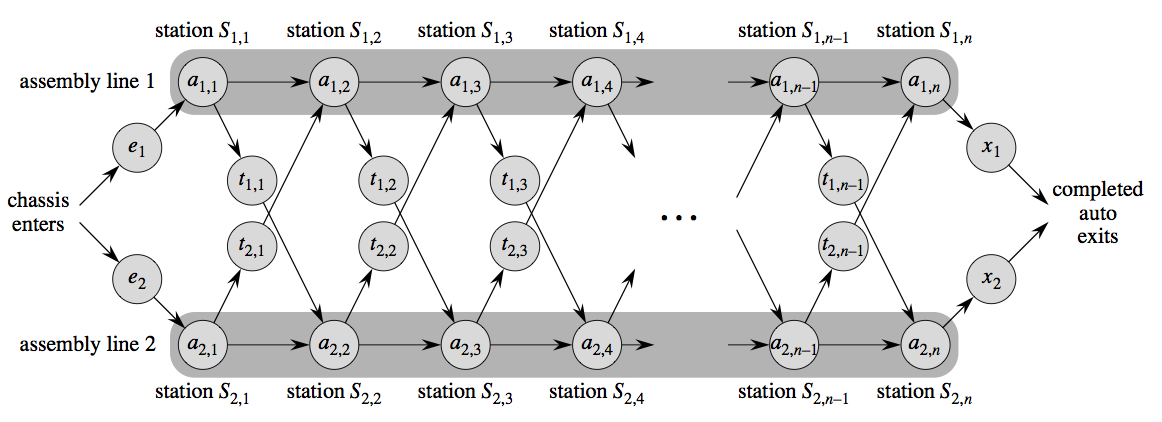 station S1,1 station S1,2 station S1,3 station S1,4 station S1,n–1 station S1,n
assembly line 1 a1,1 a1,2 a1,3 a1,4 a1,n–1 a1,n
e1 x1
t1,1 t1,2 t1,3 t1,n–1
chassis
enters
completed
auto
exits
...
t2,1 t2,2 t2,3 t2,n–1
e2 x2
assembly line 2 a2,1 a2,2 a2,3 a2,4 a2,n–1 a2,n
station S2,1 station S2,2 station S2,3 station S2,4 station S2,n–1 station S2,n